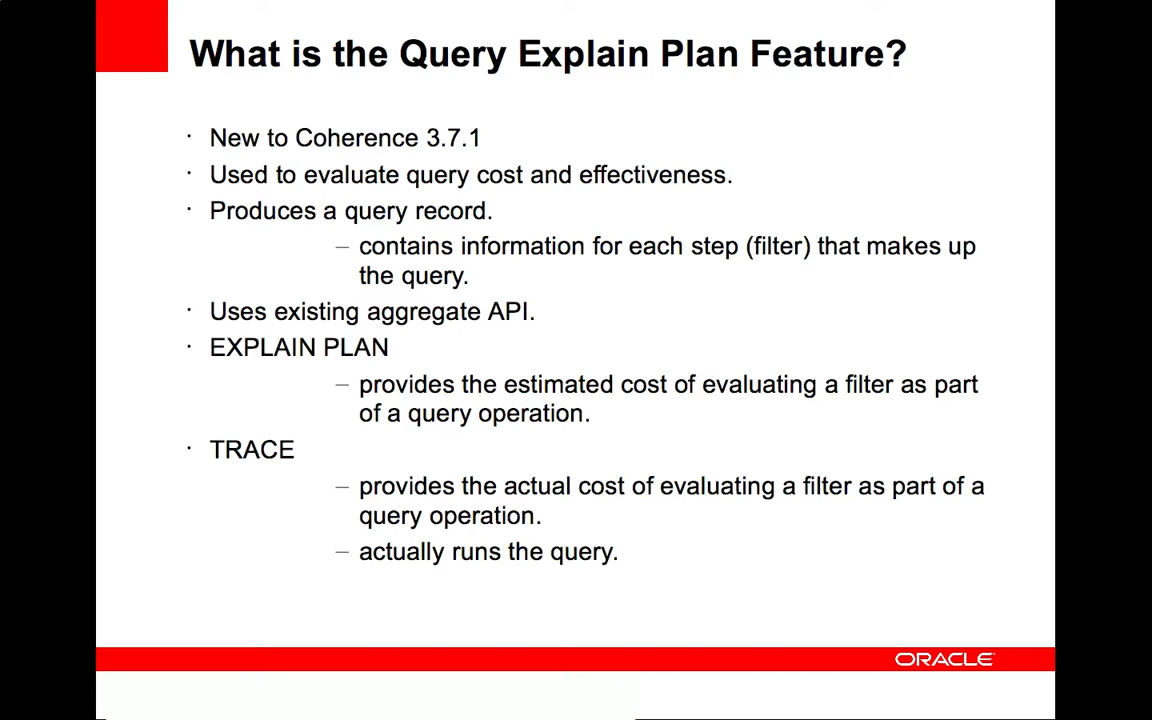 What is the Query Explain Plan Feature?
· New to Coherence 3.7.1
· Used to evaluate query cost and effectiveness.
· Produces a query record.
– contains information for each step (filter) that makes up
the query.
· Uses existing aggregate API.
· EXPLAIN PLAN
– provides the estimated cost of evaluating a filter as part
of a query operation.
· TRACE
– provides the actual cost of evaluating a filter as part of a
query operation.
– actually runs the query.
ORACLE